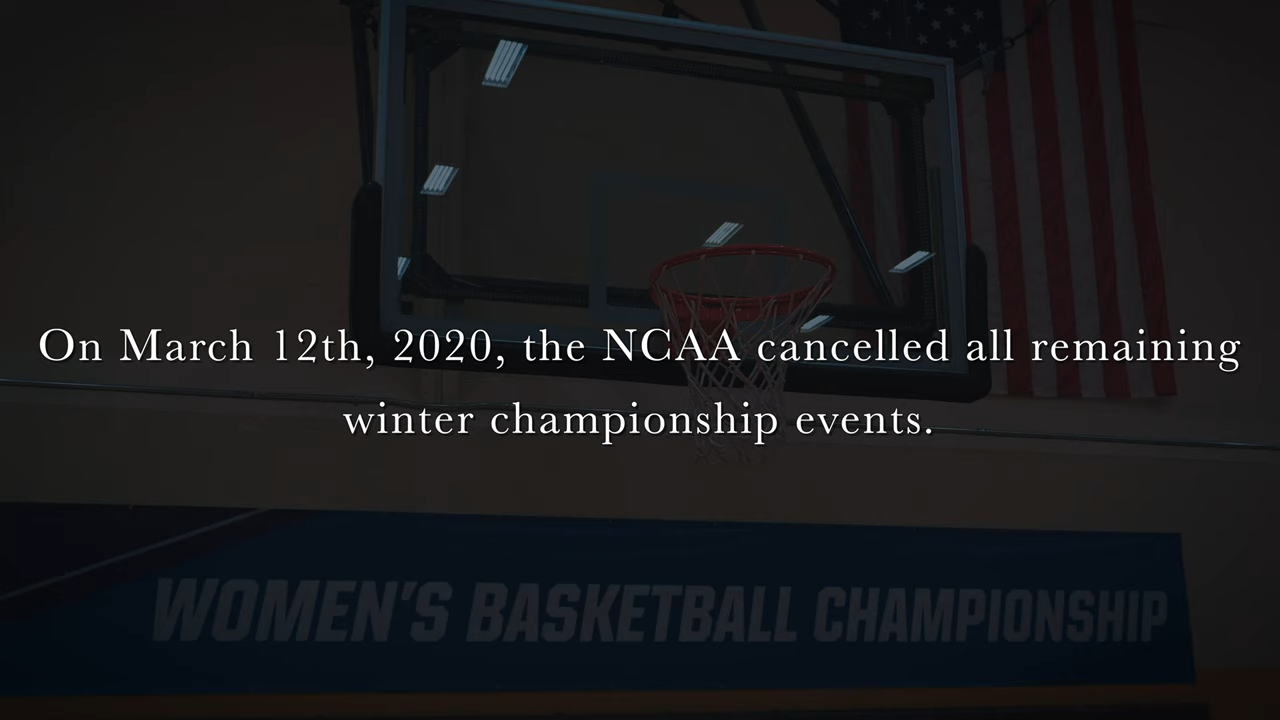 On March 12th, 2020, the NCAA cancelled all remaining
winter championship events.
WOMEN'S BASKETBALL CHAMPIONSHIP